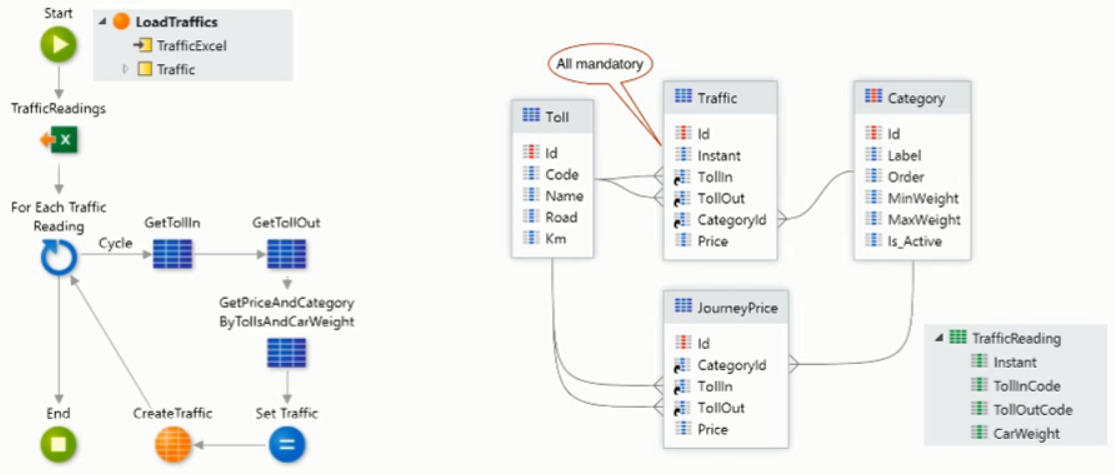 Start
LoadTraffics
TrafficExcel
Traffic
TrafficReadings
For Each Traffic
Reading
Cycle
GetTollIn
GetTollOut
GetPriceAndCategory
ByTollsAndCarWeight
End
CreateTraffic
Set Traffic
All mandatory
Toll
Id
Code
Name
Road
Km
Traffic
Id
Instant
TollIn
TollOut
CategoryId
Price
Category
Id
Label
Order
MinWeight
MaxWeight
Is_Active
JourneyPrice
Id
CategoryId
TollIn
TollOut
Price
TrafficReading
Instant
TollInCode
TollOutCode
CarWeight